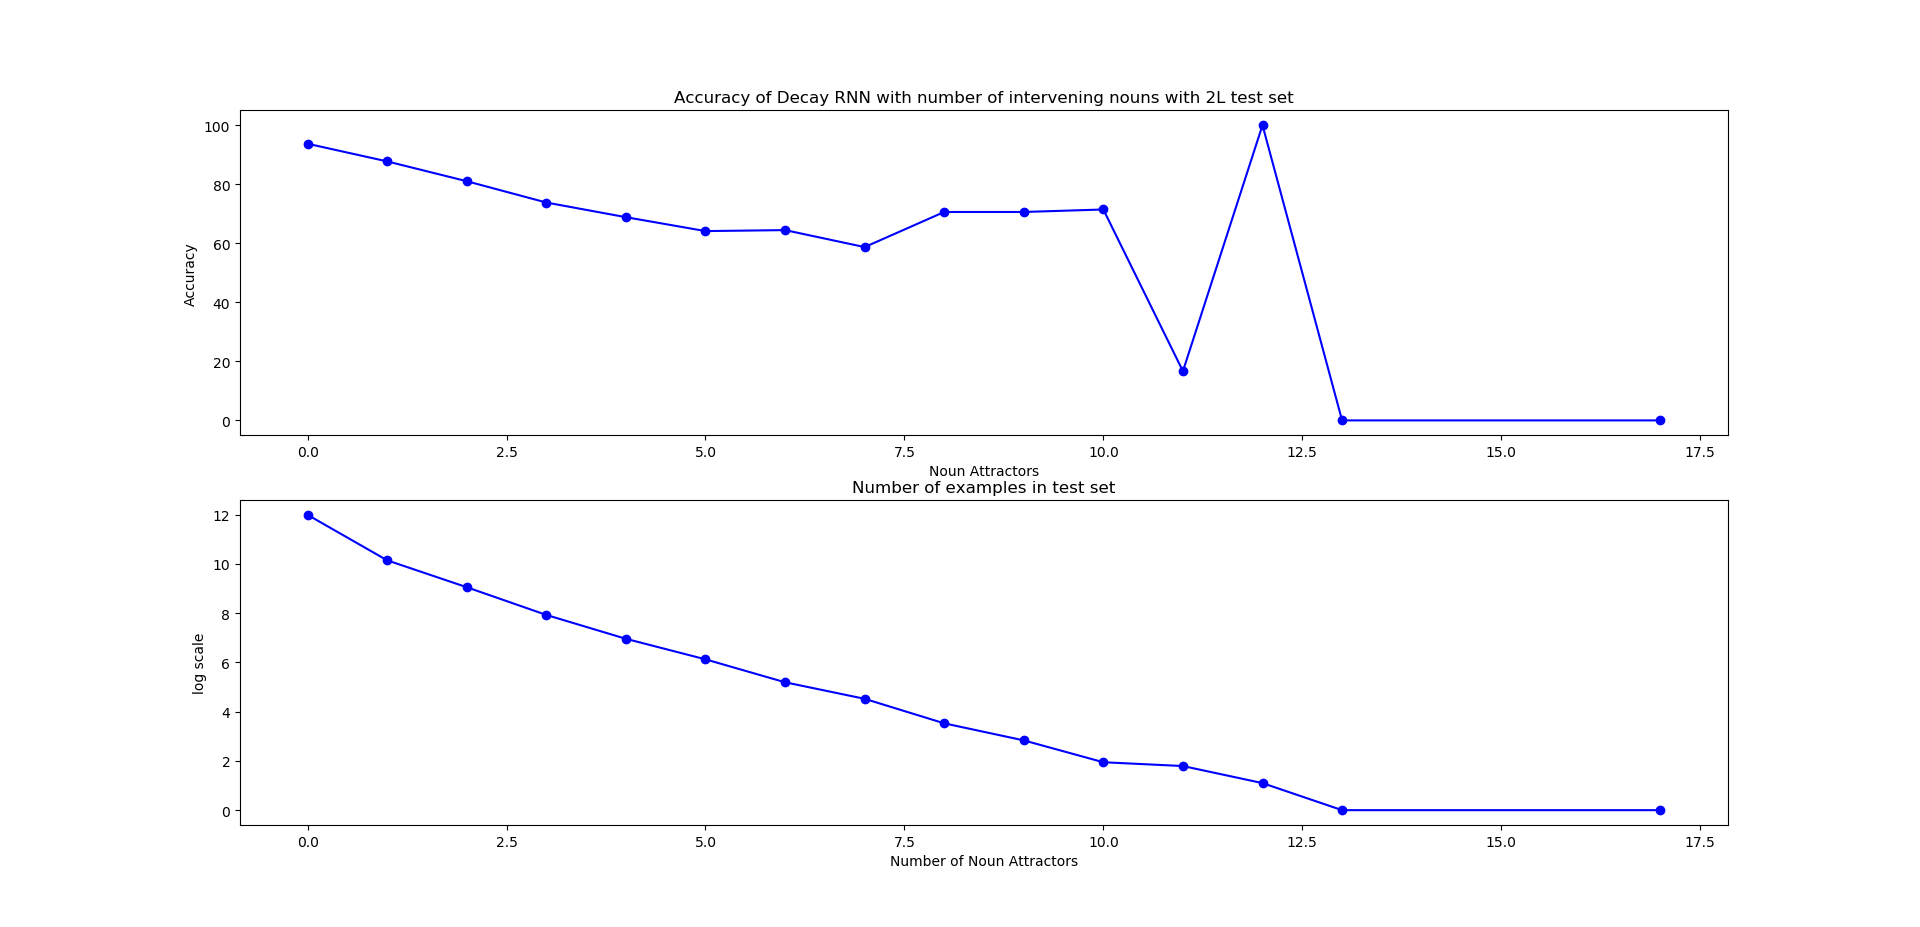 Accuracy of Decay RNN with number of intervening nouns with 2L test set
100
80
60
40
20
0
Accuracy
0.0 2.5 5.0 7.5 10.0 12.5 15.0 17.5
Noun Attractors
Number of examples in test set
12
10
8
6
4
2
0
log scale
0.0 2.5 5.0 7.5 10.0 12.5 15.0 17.5
Number of Noun Attractors